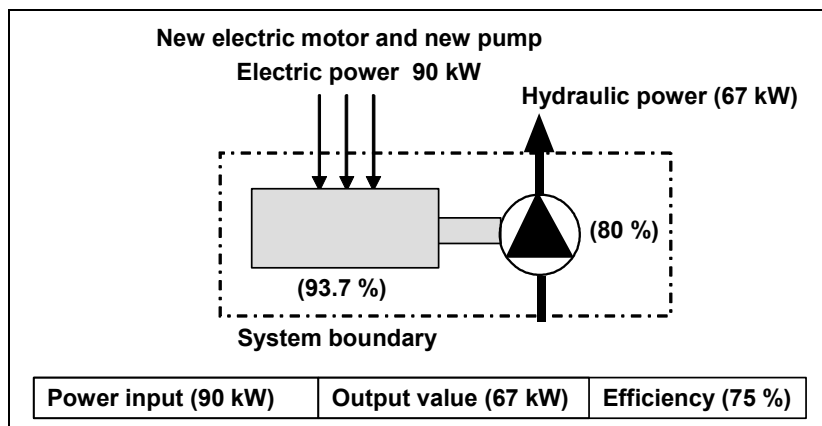 New electric motor and new pump
Electric power 90 kW
Hydraulic power (67 kW)
(80 %)
(93.7 %)
System boundary
Power input (90 kW) Output value (67 kW) Efficiency (75 %)